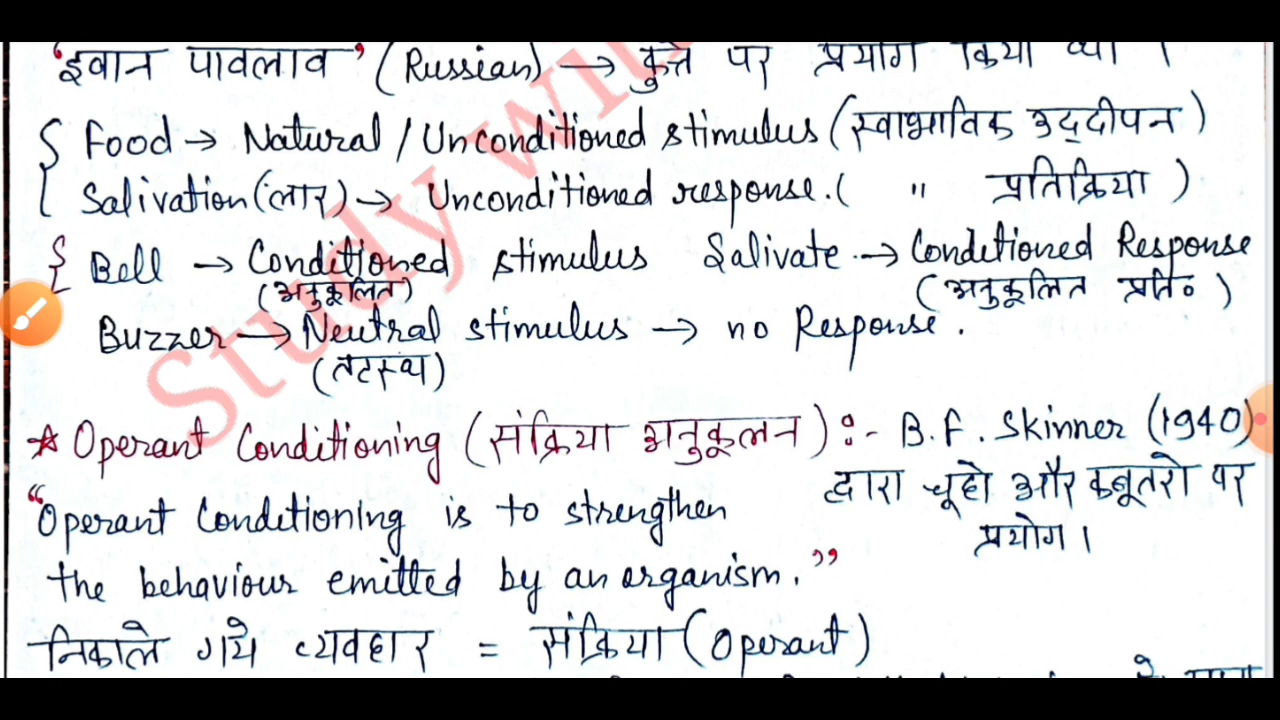 'इवान पावलाव' (Russian) → कुत्ते पर प्रयोग किया था ।
Food → Natural / Unconditioned stimulus (स्वाभाविक उद्दीपन)
Salivation (लार) → Unconditioned response. ( " प्रतिक्रिया )
Bell → Conditioned stimulus Salivate → Conditioned Response
(अनुकूलित) (अनुकूलित प्रति०)
Buzzer → Neutral stimulus → no Response.
(तटस्थ)
☆ Operant Conditioning (संक्रिया अनुकूलन) :- B.F. Skinner (1940)
द्वारा चूहो और कबूतरो पर
प्रयोग।
"Operant Conditioning is to strengthen
the behaviour emitted by an organism."
निकाले गये व्यवहार = संक्रिया (Operant)
Study with